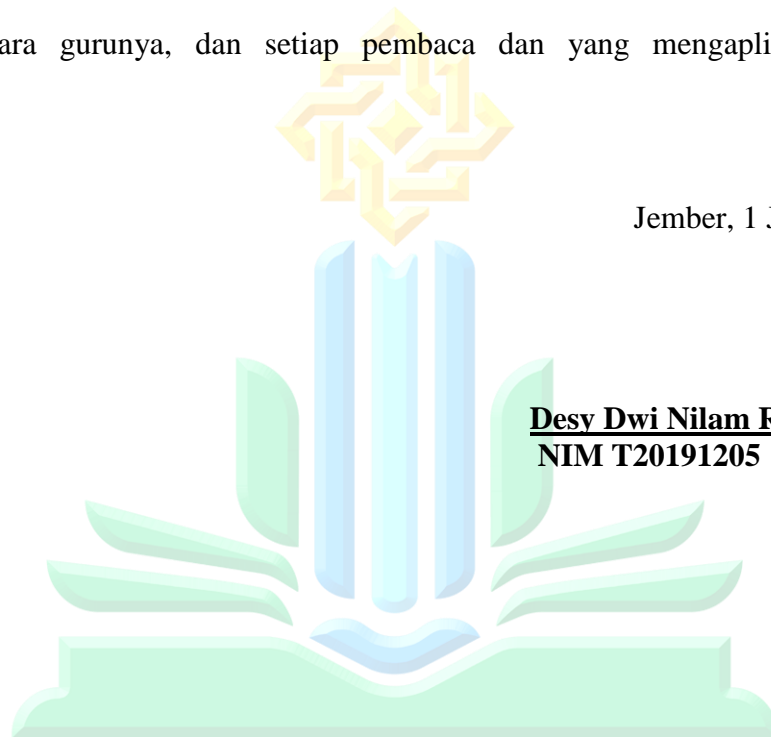 ara gurunya, dan setiap pembaca dan yang mengapli
Jember, 1 J
Desy Dwi Nilam R
NIM T20191205